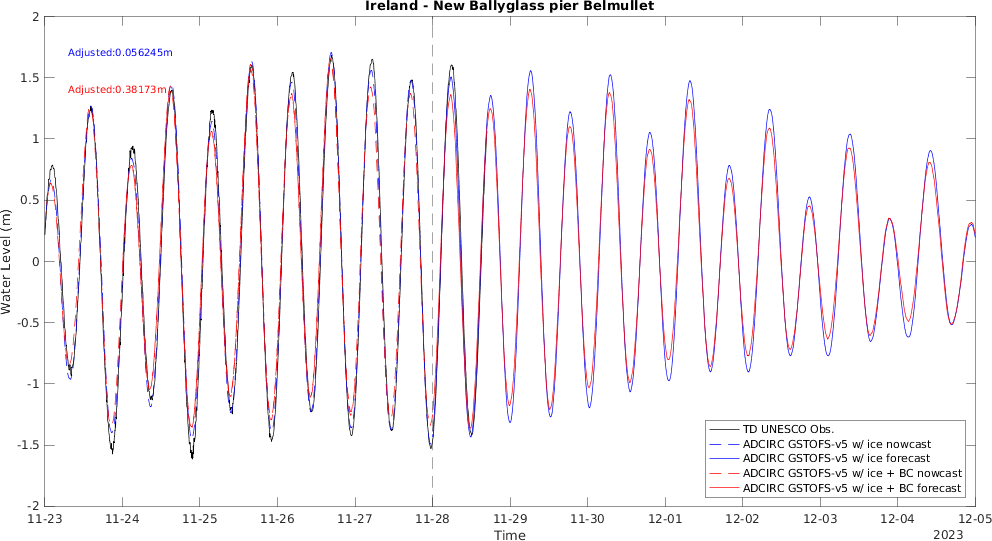 Ireland - New Ballyglass pier Belmullet
Adjusted:0.056245m
Adjusted:0.38173m
Water Level (m)
2
1.5
1
0.5
0
-0.5
-1
-1.5
-2
TD UNESCO Obs.
ADCIRC GSTOFS-v5 w/ ice nowcast
ADCIRC GSTOFS-v5 w/ ice forecast
ADCIRC GSTOFS-v5 w/ ice + BC nowcast
ADCIRC GSTOFS-v5 w/ ice + BC forecast
11-23 11-24 11-25 11-26 11-27 11-28 11-29 11-30 12-01 12-02 12-03 12-04 12-05
Time
2023